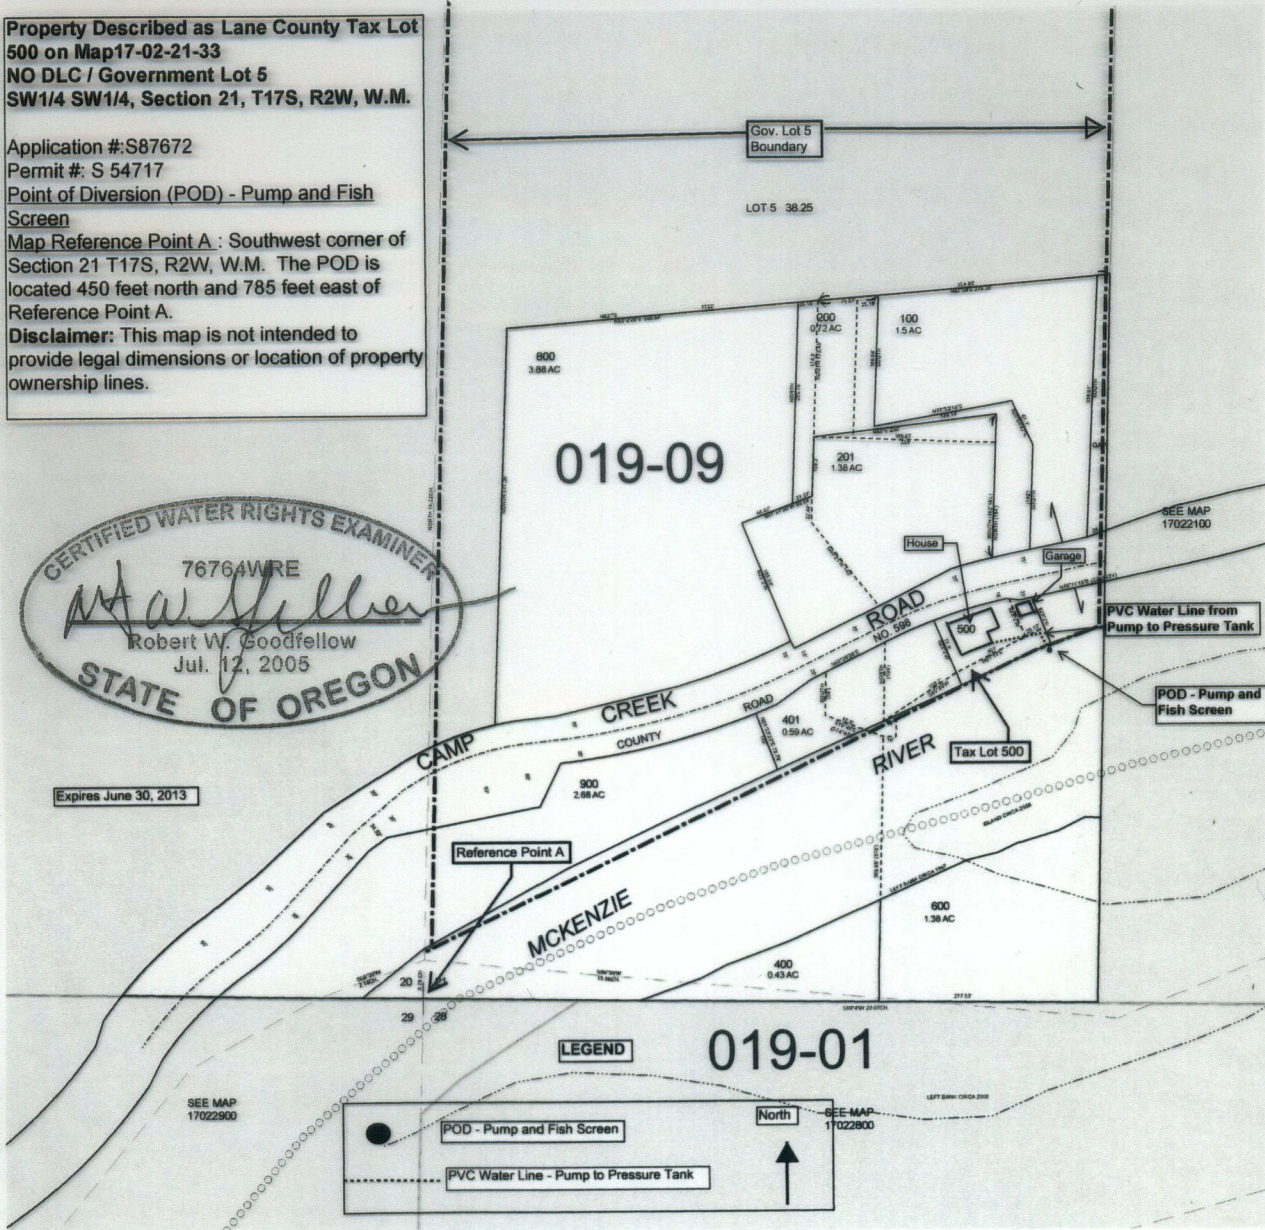 Property Described as Lane County Tax Lot
500 on Map17-02-21-33
NO DLC / Government Lot 5
SW1/4 SW1/4, Section 21, T17S, R2W, W.M.
Application #:S87672
Permit #: S 54717
Point of Diversion (POD) - Pump and Fish
Screen
Map Reference Point A : Southwest corner of
Section 21 T17S, R2W, W.M. The POD is
located 450 feet north and 785 feet east of
Reference Point A.
Disclaimer: This map is not intended to
provide legal dimensions or location of property
ownership lines.
Gov. Lot 5
Boundary
LOT 5 38.25
800
3.88 AC
200
0.72 AC
100
1.5 AC
019-09
201
1.38 AC
CERTIFIED WATER RIGHTS EXAMINER
76764WRE
Robert W. Goodfellow
Jul. 12, 2005
STATE OF OREGON
Expires June 30, 2013
SEE MAP
17022100
House
Garage
PVC Water Line from
Pump to Pressure Tank
500
POD - Pump and
Fish Screen
Tax Lot 500
CAMP CREEK ROAD
NO. 598
COUNTY ROAD
401
0.59 AC
900
2.68 AC
Reference Point A
MCKENZIE RIVER
ISLAND CIRCA 2008
600
1.38 AC
400
0.43 AC
20 21
29 28
217.13'
LEGEND
019-01
SEE MAP
17022900
LEFT BANK CIRCA 2008
SEE MAP
17022800
POD - Pump and Fish Screen
North
PVC Water Line - Pump to Pressure Tank